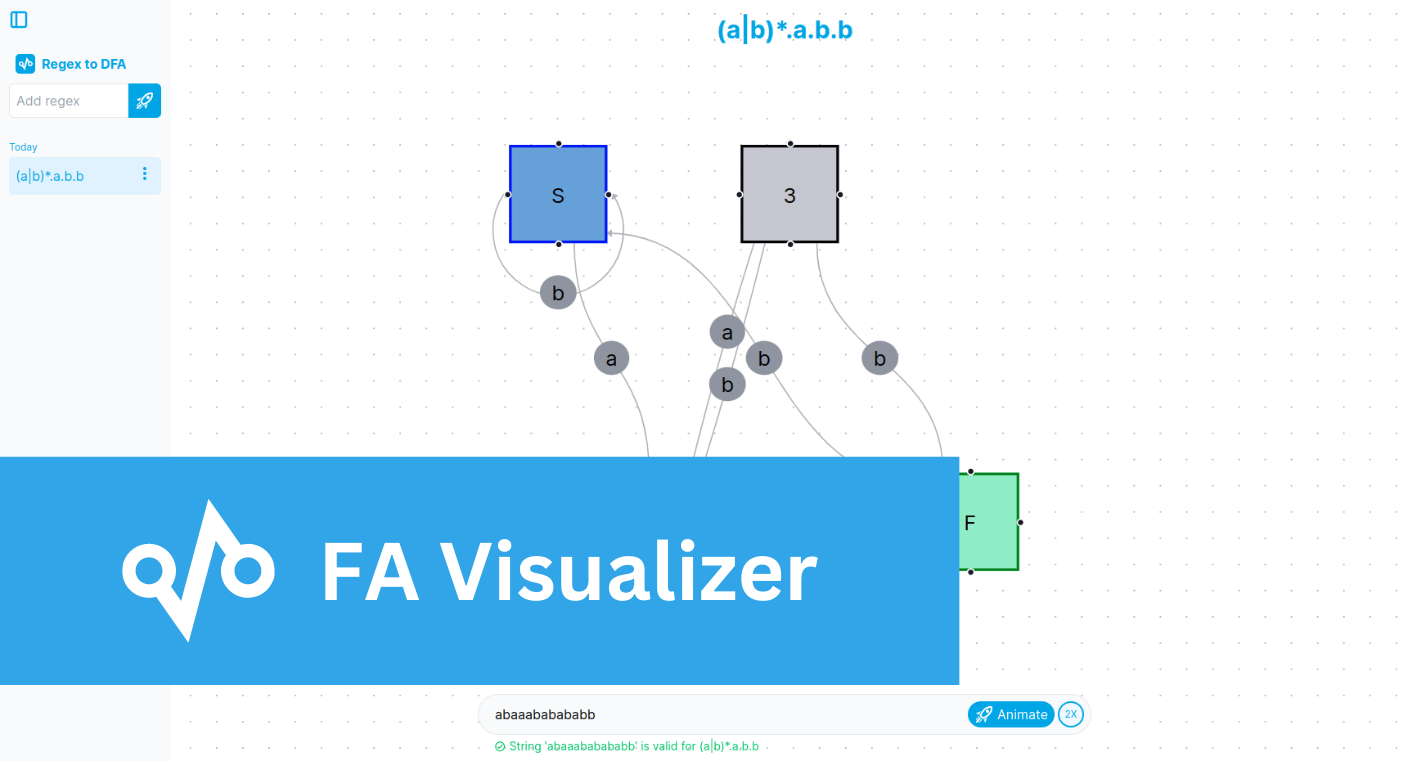 (a|b)*.a.b.b
Regex to DFA
Add regex
Today
(a|b)*.a.b.b
S
3
b
a
a
b
b
b
F
FA Visualizer
abaaababababb
Animate
2X
String 'abaaababababb' is valid for (a|b)*.a.b.b